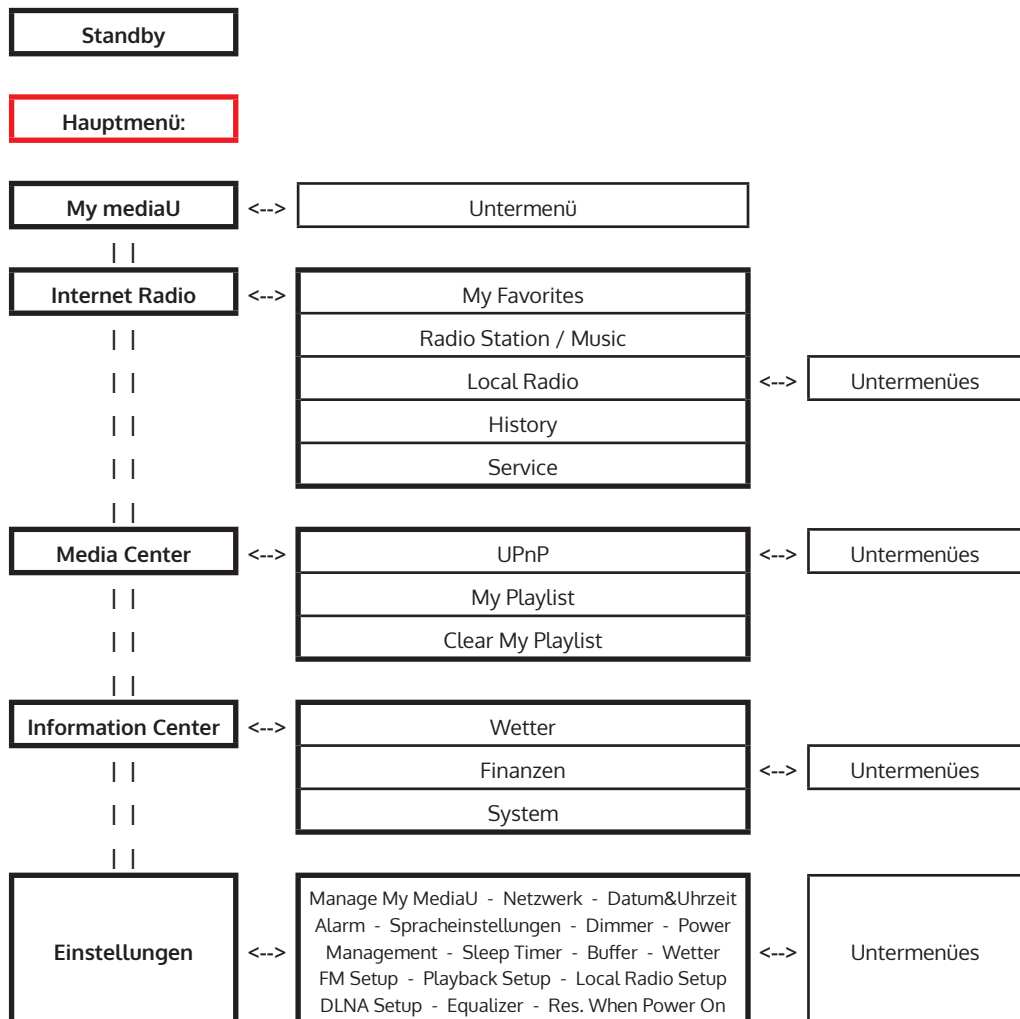 Standby
Hauptmenü:
My mediaU <--> Untermenü
| |
Internet Radio <--> My Favorites
| | Radio Station / Music
| | Local Radio <--> Untermenües
| | History
| | Service
| |
Media Center <--> UPnP <--> Untermenües
| | My Playlist
| | Clear My Playlist
| |
Information Center <--> Wetter
| | Finanzen <--> Untermenües
| | System
| |
Einstellungen <--> Manage My MediaU - Netzwerk - Datum&Uhrzeit
Alarm - Spracheinstellungen - Dimmer - Power
Management - Sleep Timer - Buffer - Wetter
FM Setup - Playback Setup - Local Radio Setup
DLNA Setup - Equalizer - Res. When Power On
<--> Untermenües